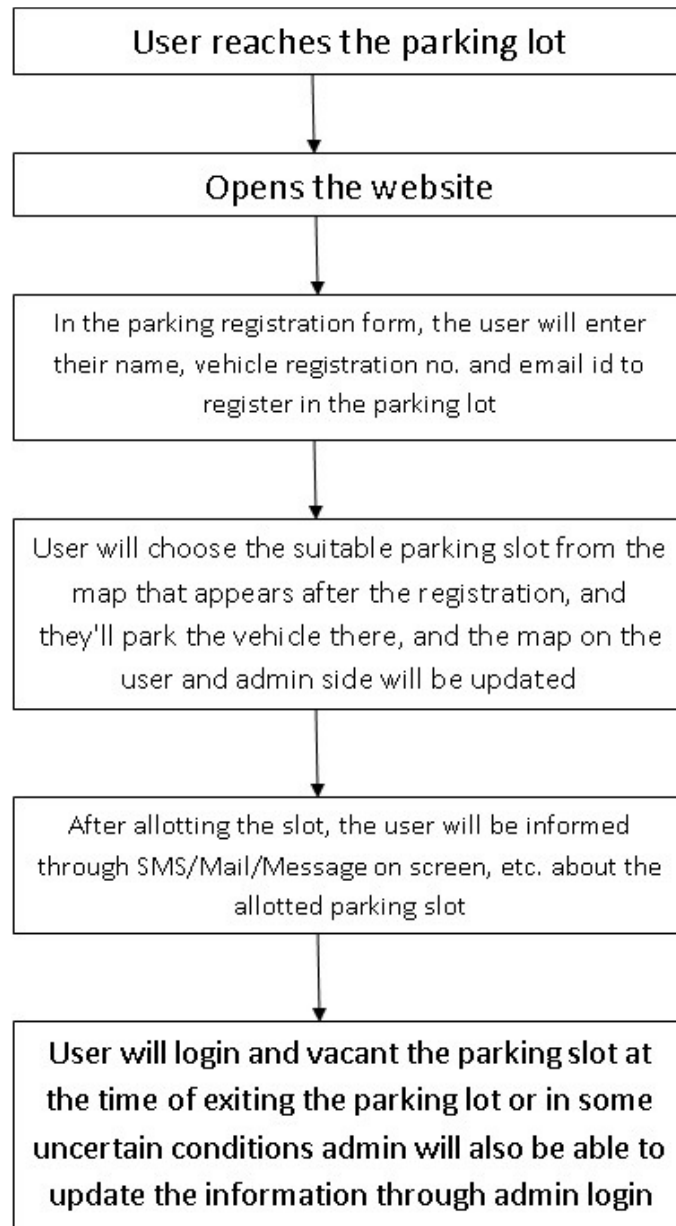 User reaches the parking lot
Opens the website
In the parking registration form, the user will enter
their name, vehicle registration no. and email id to
register in the parking lot
User will choose the suitable parking slot from the
map that appears after the registration, and
they'll park the vehicle there, and the map on the
user and admin side will be updated
After allotting the slot, the user will be informed
through SMS/Mail/Message on screen, etc. about the
allotted parking slot
User will login and vacant the parking slot at
the time of exiting the parking lot or in some
uncertain conditions admin will also be able to
update the information through admin login